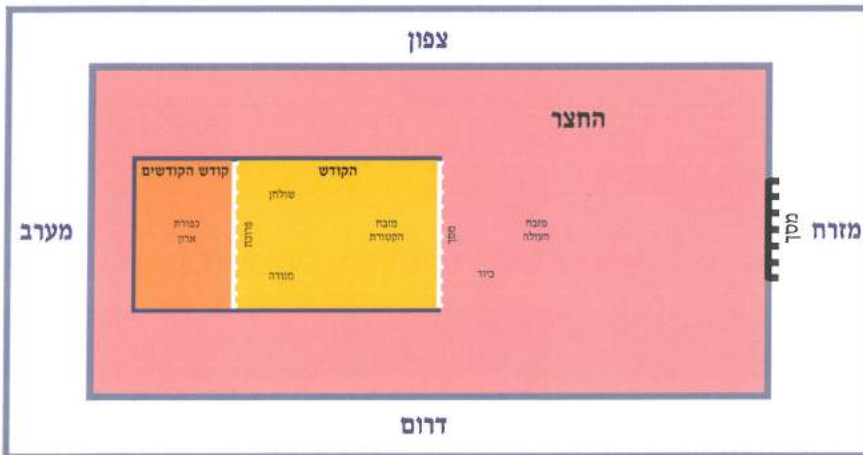 צפון
החצר
קודש הקודשים
הקודש
שולחן
כפורת
ארון
פרוכת
מזבח
הקטורת
מסך
מזבח
העולה
מנורה
כיור
מסך
מזרח
מערב
דרום